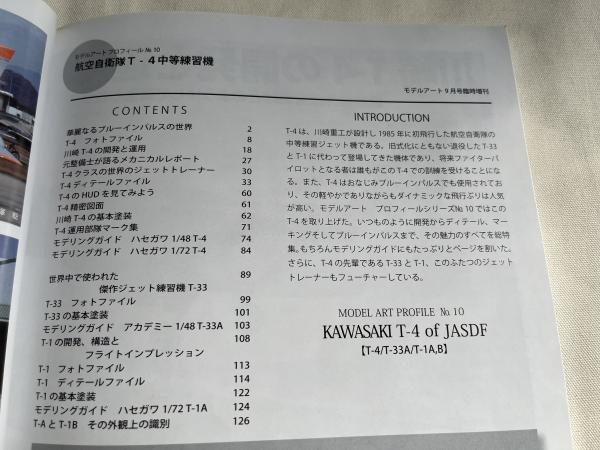 モデルアート プロフィール № 10
航空自衛隊T-4中等練習機
モデルアート9月号臨時増刊
CONTENTS
華麗なるブルーインパルスの世界 2
T-4 フォトファイル 8
川崎T-4の開発と運用 18
元整備士が語るメカニカルレポート 27
T-4クラスの世界のジェットトレーナー 30
T-4ディテールファイル 33
T-4のHUDを見てみよう 60
T-4精密図面 61
川崎T-4の基本塗装 62
T-4運用部隊マーク集 71
モデリングガイド ハセガワ1/48 T-4 74
モデリングガイド ハセガワ1/72 T-4 84
世界中で使われた 89
傑作ジェット練習機T-33
T-33 フォトファイル 99
T-33の基本塗装 101
モデリングガイド アカデミー1/48 T-33A 103
T-1の開発、構造と 108
フライトインプレッション
T-1 フォトファイル 113
T-1 ディテールファイル 114
T-1の基本塗装 122
モデリングガイド ハセガワ1/72 T-1A 124
T-AとT-1B その外観上の識別 126
INTRODUCTION
T-4は、川崎重工が設計し1985年に初飛行した航空自衛隊の
中等練習ジェット機である。旧式化にともない退役したT-33
とT-1に代わって登場してきた機体であり、将来ファイターパイ
ロットとなる者は誰もがこのT-4での訓練を受けることにな
る。また、T-4はおなじみブルーインパルスでも使用されてお
り、その軽やかでありながらもダイナミックな飛行ぶりは人気
が高い。モデルアート プロフィールシリーズ№10ではこの
T-4を取り上げた。いつものように開発からディテール、マー
キングそしてブルーインパルスまで、その魅力のすべてを総特
集。もちろんモデリングガイドにもたっぷりとページを割いた。
さらに、T-4の先輩であるT-33とT-1、このふたつのジェット
トレーナーもフューチャーしている。
MODEL ART PROFILE № 10
KAWASAKI T-4 of JASDF
【T-4/T-33A/T-1A,B】